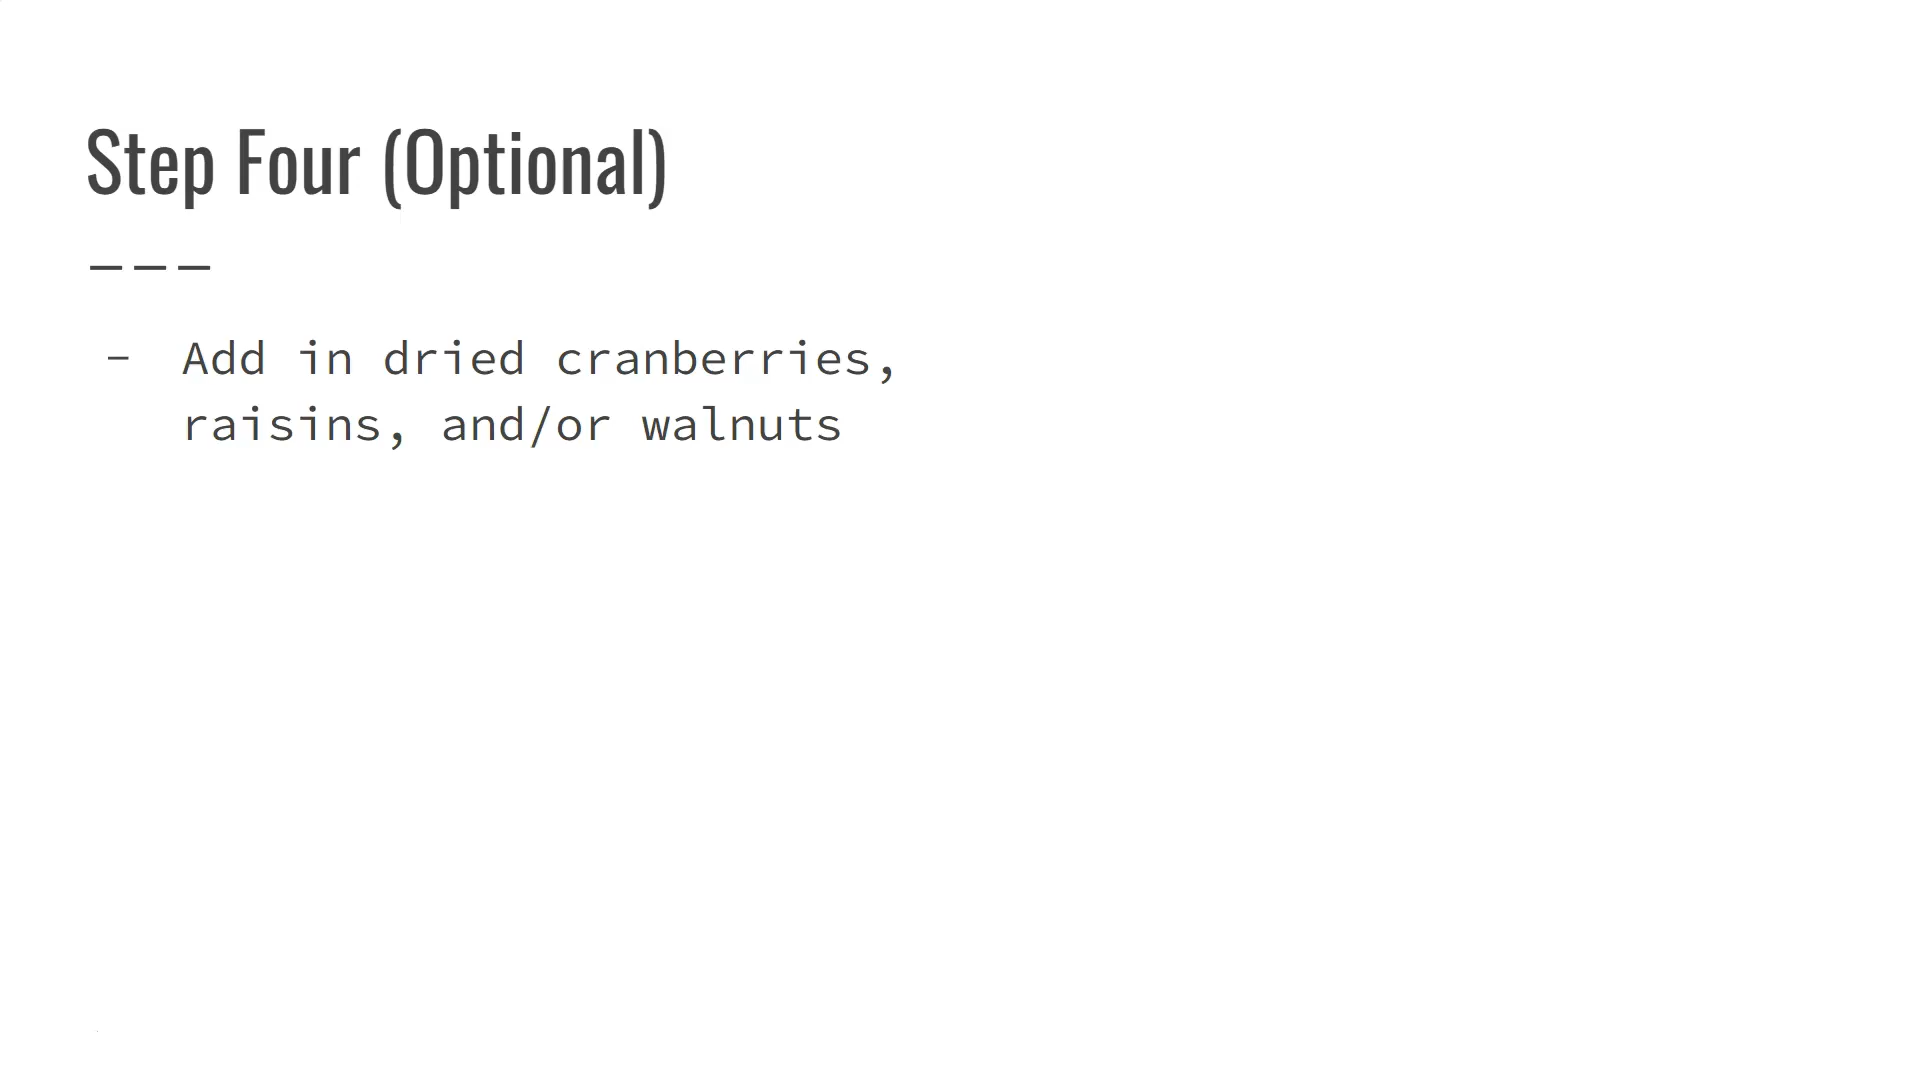 Step Four (Optional)
- Add in dried cranberries,
raisins, and/or walnuts